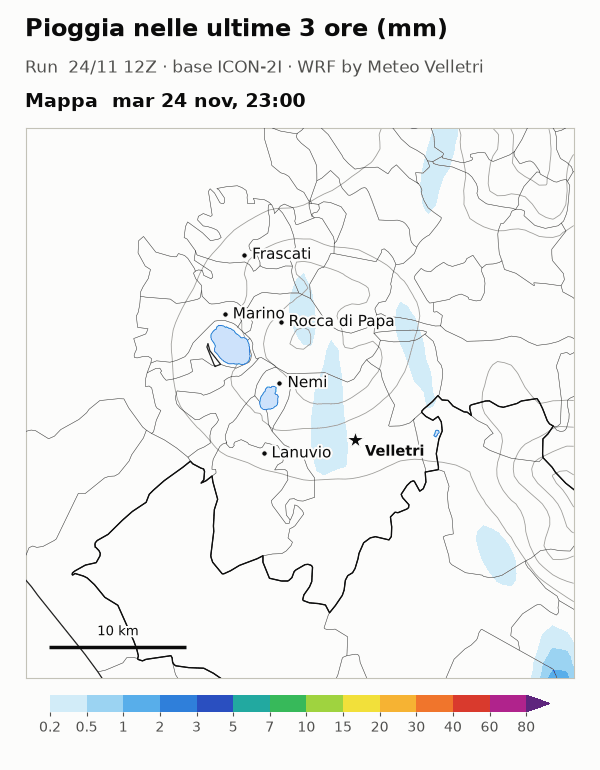 Pioggia nelle ultime 3 ore (mm)
Run 24/11 12Z · base ICON-2I · WRF by Meteo Velletri
Mappa mar 24 nov, 23:00
Frascati
Marino
Rocca di Papa
Nemi
Velletri
Lanuvio
10 km
0.2 0.5 1 2 3 5 7 10 15 20 30 40 60 80